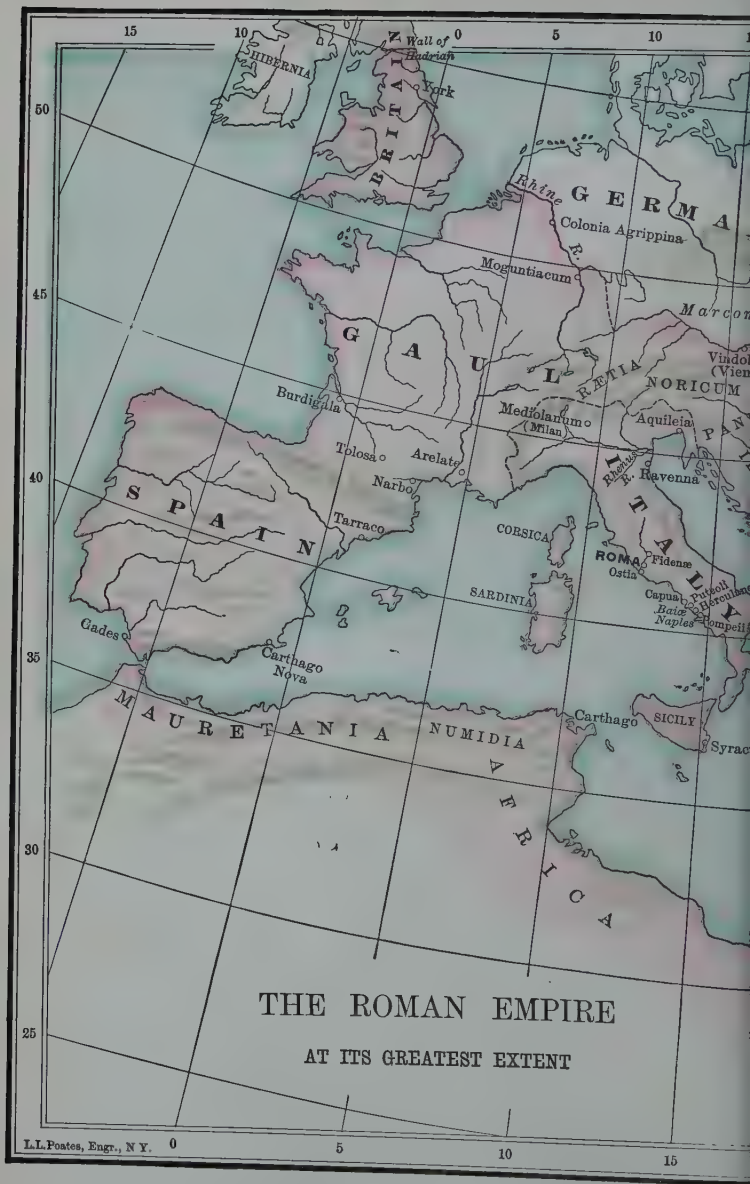 15
10
0
5
10
HIBERNIA
Wall of
Hadrian
York
BRITAIN
50
Rhine
R.
GERMA
Colonia Agrippina
Moguntiacum
45
Marcom
GAUL
RÆTIA
Vindob
(Vien
NORICUM
Burdigala
Mediolanum
(Milan)
Aquileia
PAN
Tolosa
Arelate
Narbo
Rhenus
R.
Ravenna
40
SPAIN
Tarraco
ITALY
CORSICA
ROMA
Fidenæ
Ostia
SARDINIA
Capua
Puteoli
Herculane
Baiæ
Naples
Pompeii
Gades
Carthago
Nova
35
MAURETANIA
NUMIDIA
Carthago
SICILY
Syrac
AFRICA
30
THE ROMAN EMPIRE
AT ITS GREATEST EXTENT
25
L.L.Poates, Engr., N Y.
0
5
10
15